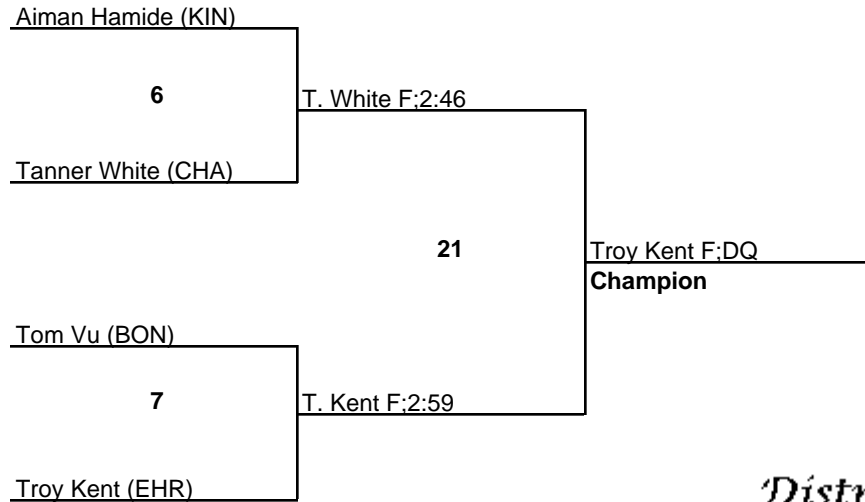 Aiman Hamide (KIN)
6
T. White F;2:46
Tanner White (CHA)
21
Troy Kent F;DQ
Champion
Tom Vu (BON)
7
T. Kent F;2:59
Troy Kent (EHR)